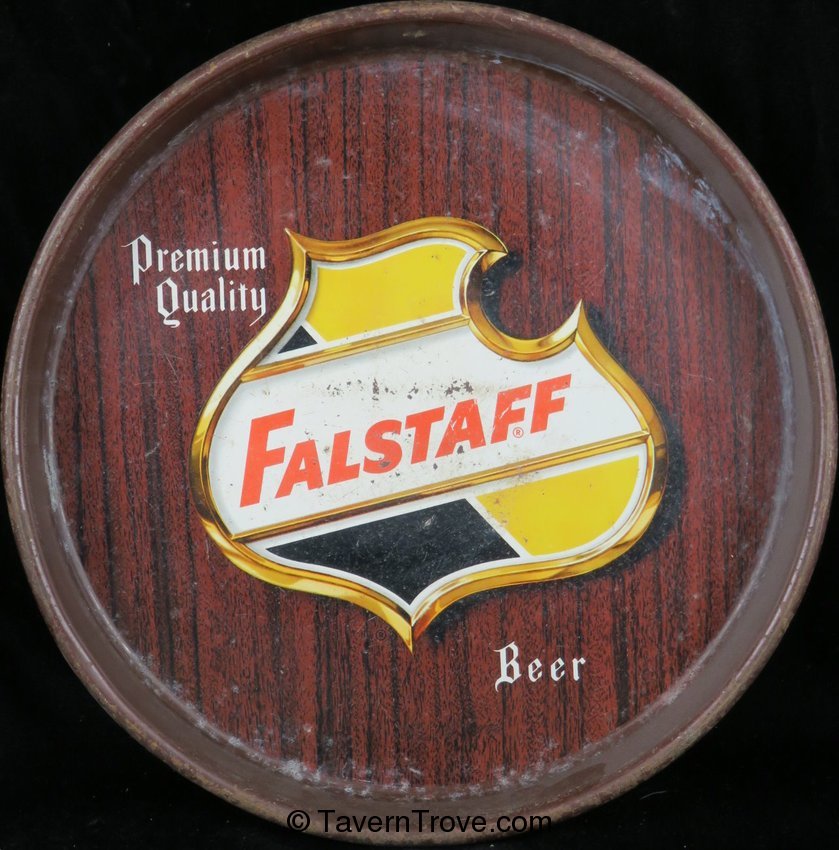 Premium
Quality
FALSTAFF®
Beer
© TavernTrove.com